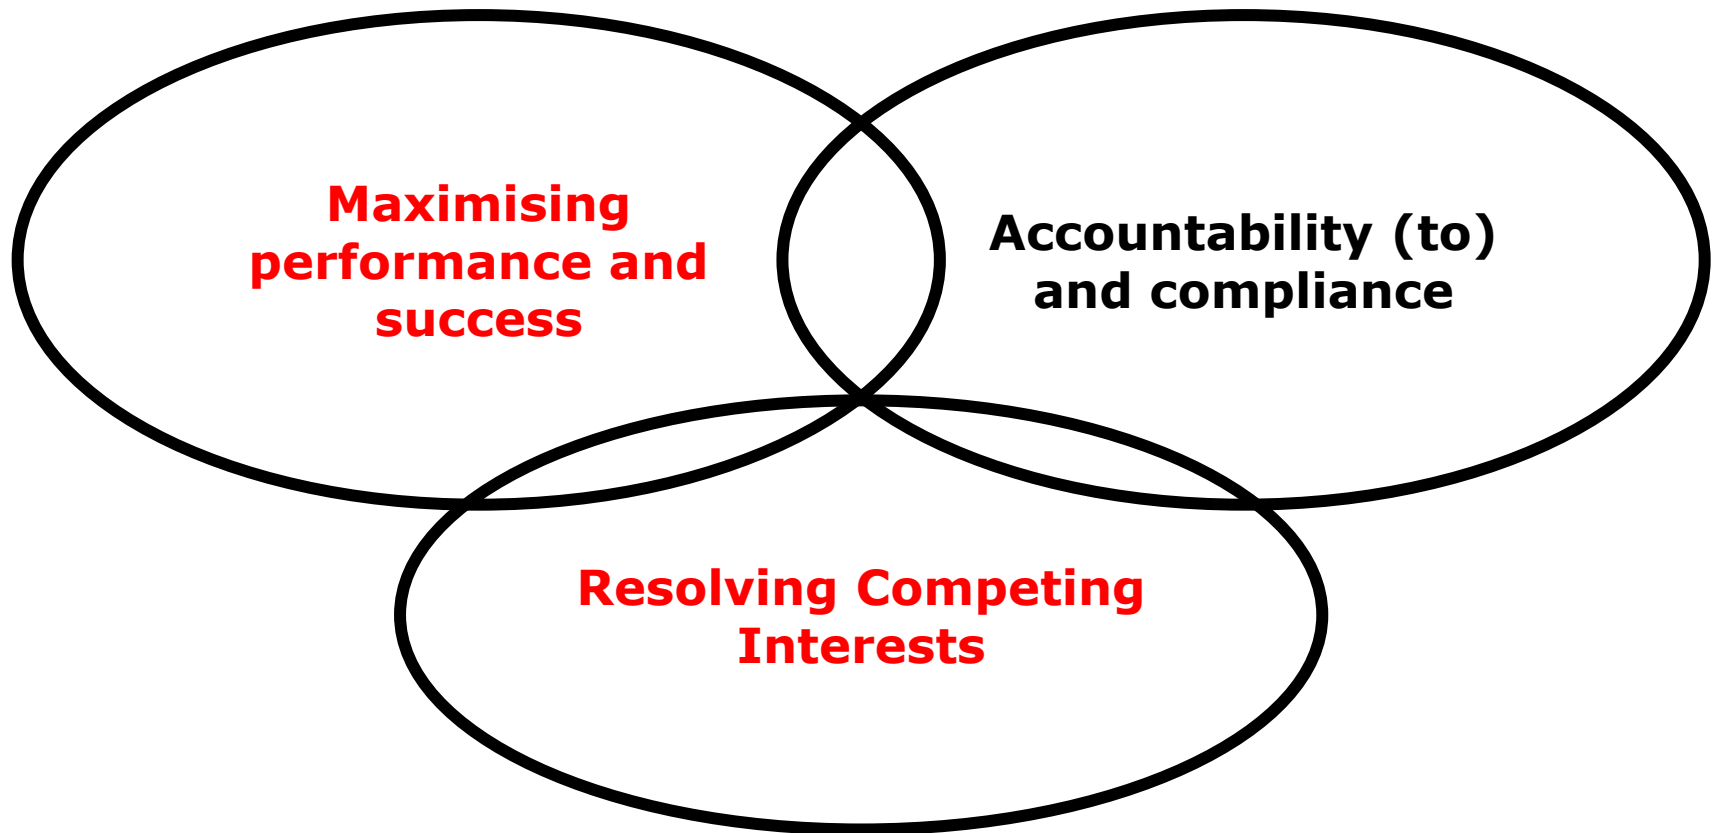 Maximising
performance and
success
Accountability (to)
and compliance
Resolving Competing
Interests